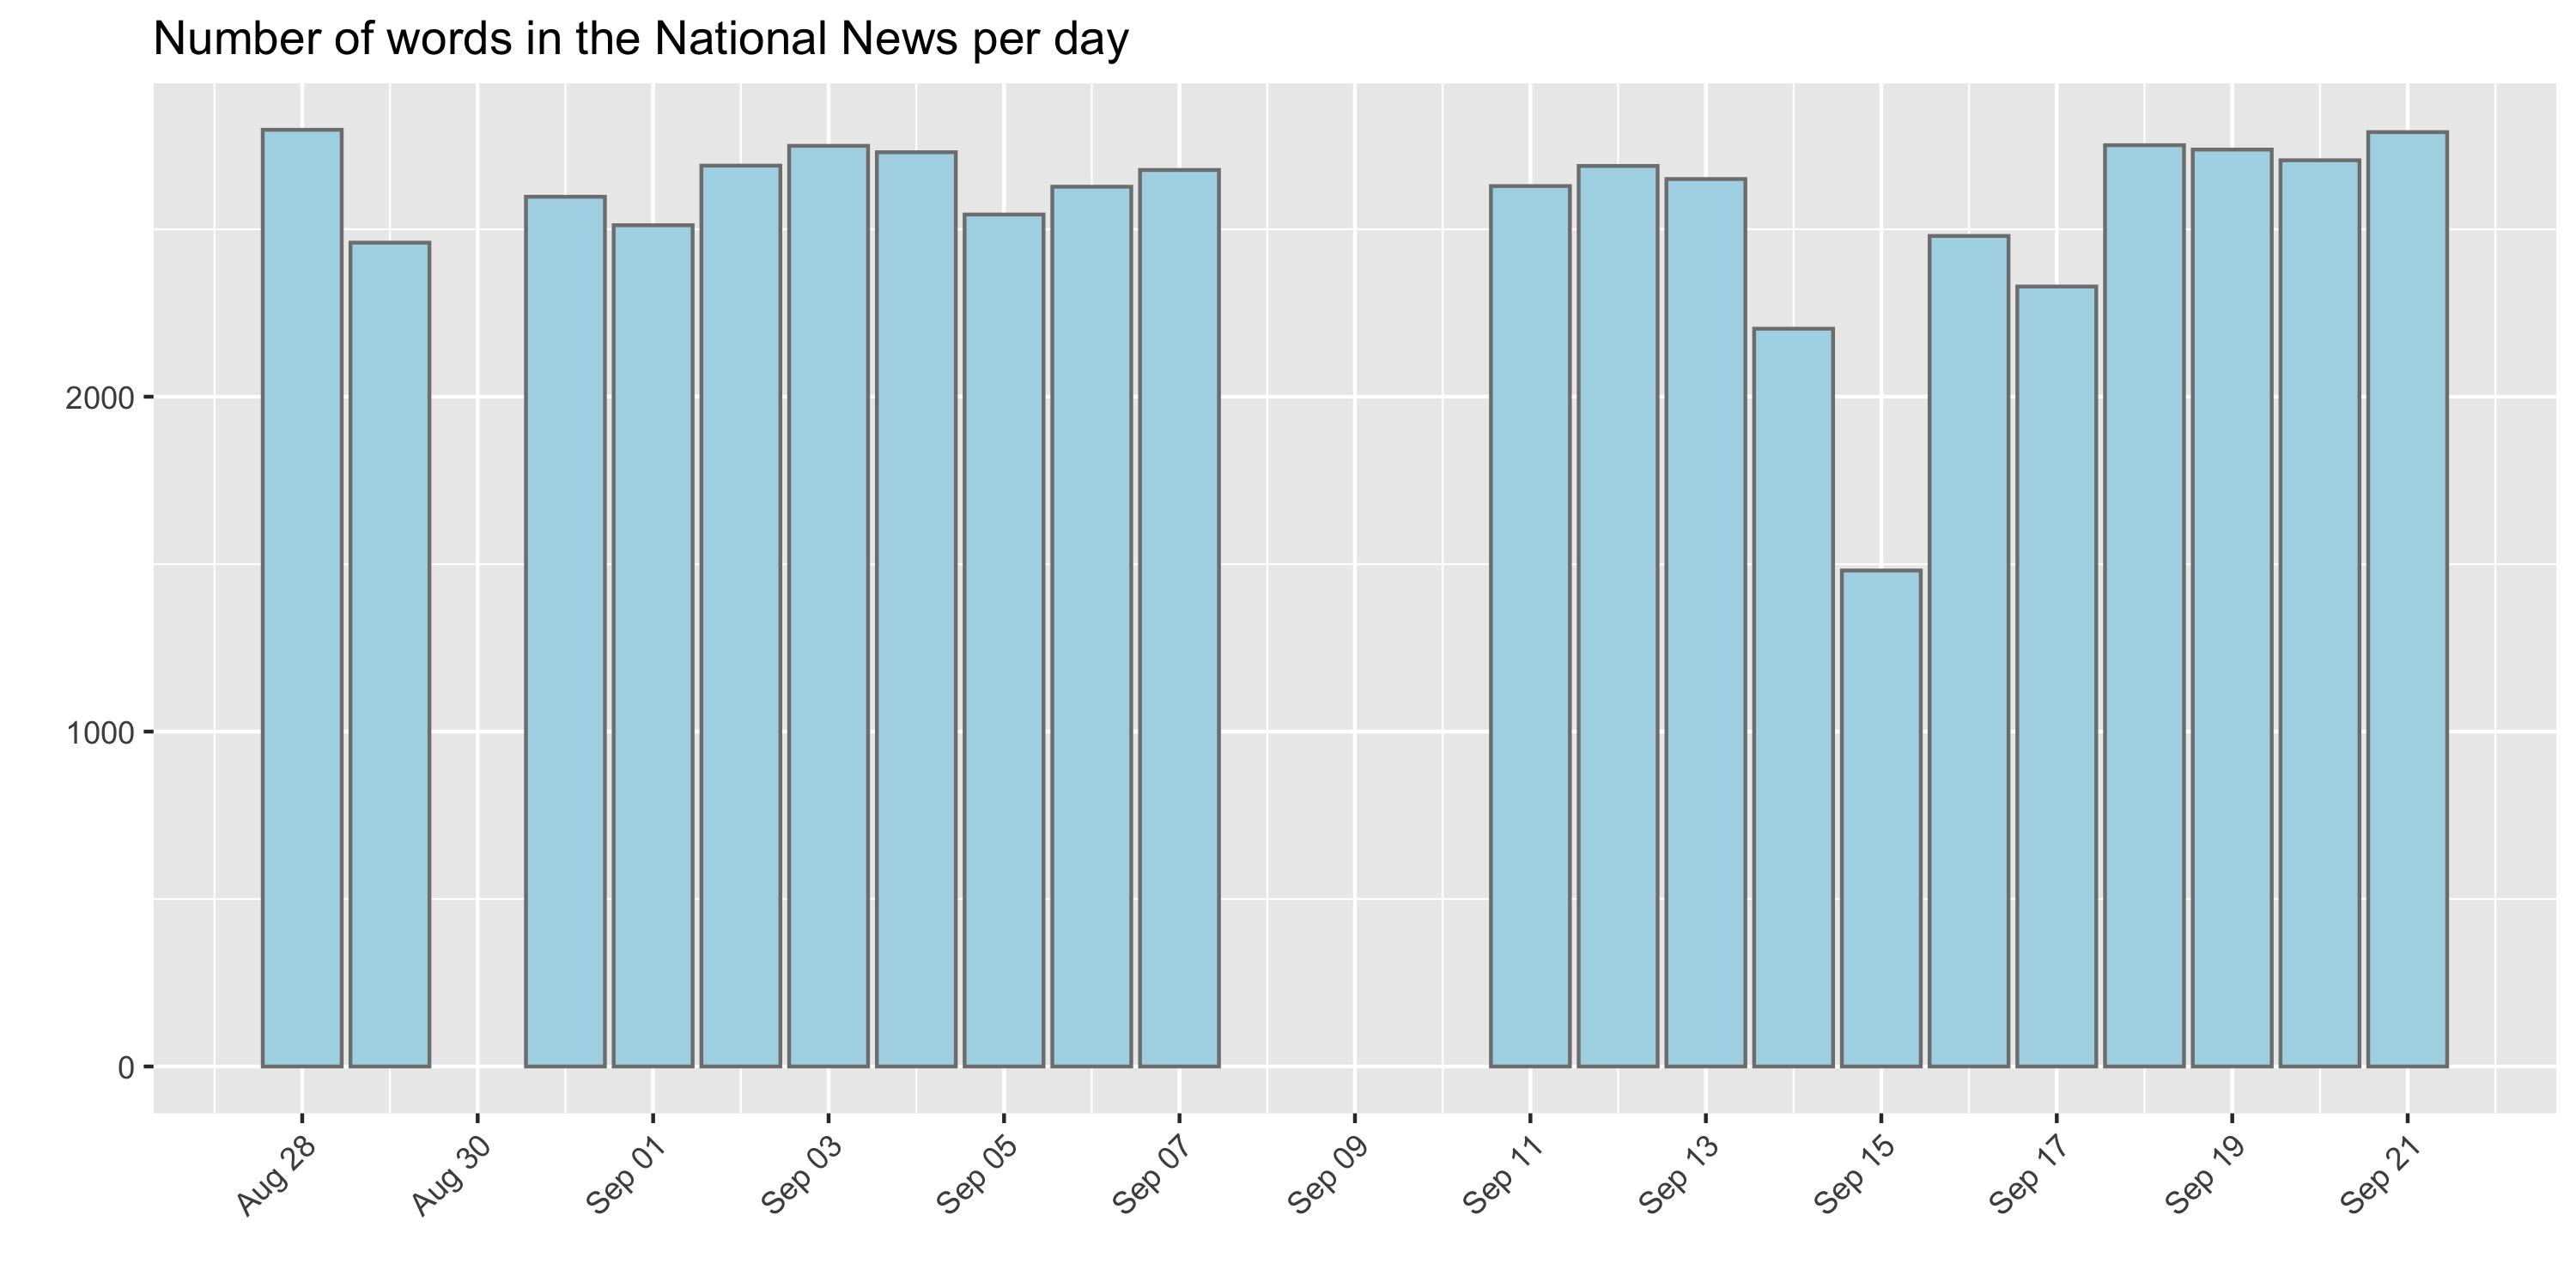 Number of words in the National News per day
2000
1000
0
Aug 28
Aug 30
Sep 01
Sep 03
Sep 05
Sep 07
Sep 09
Sep 11
Sep 13
Sep 15
Sep 17
Sep 19
Sep 21